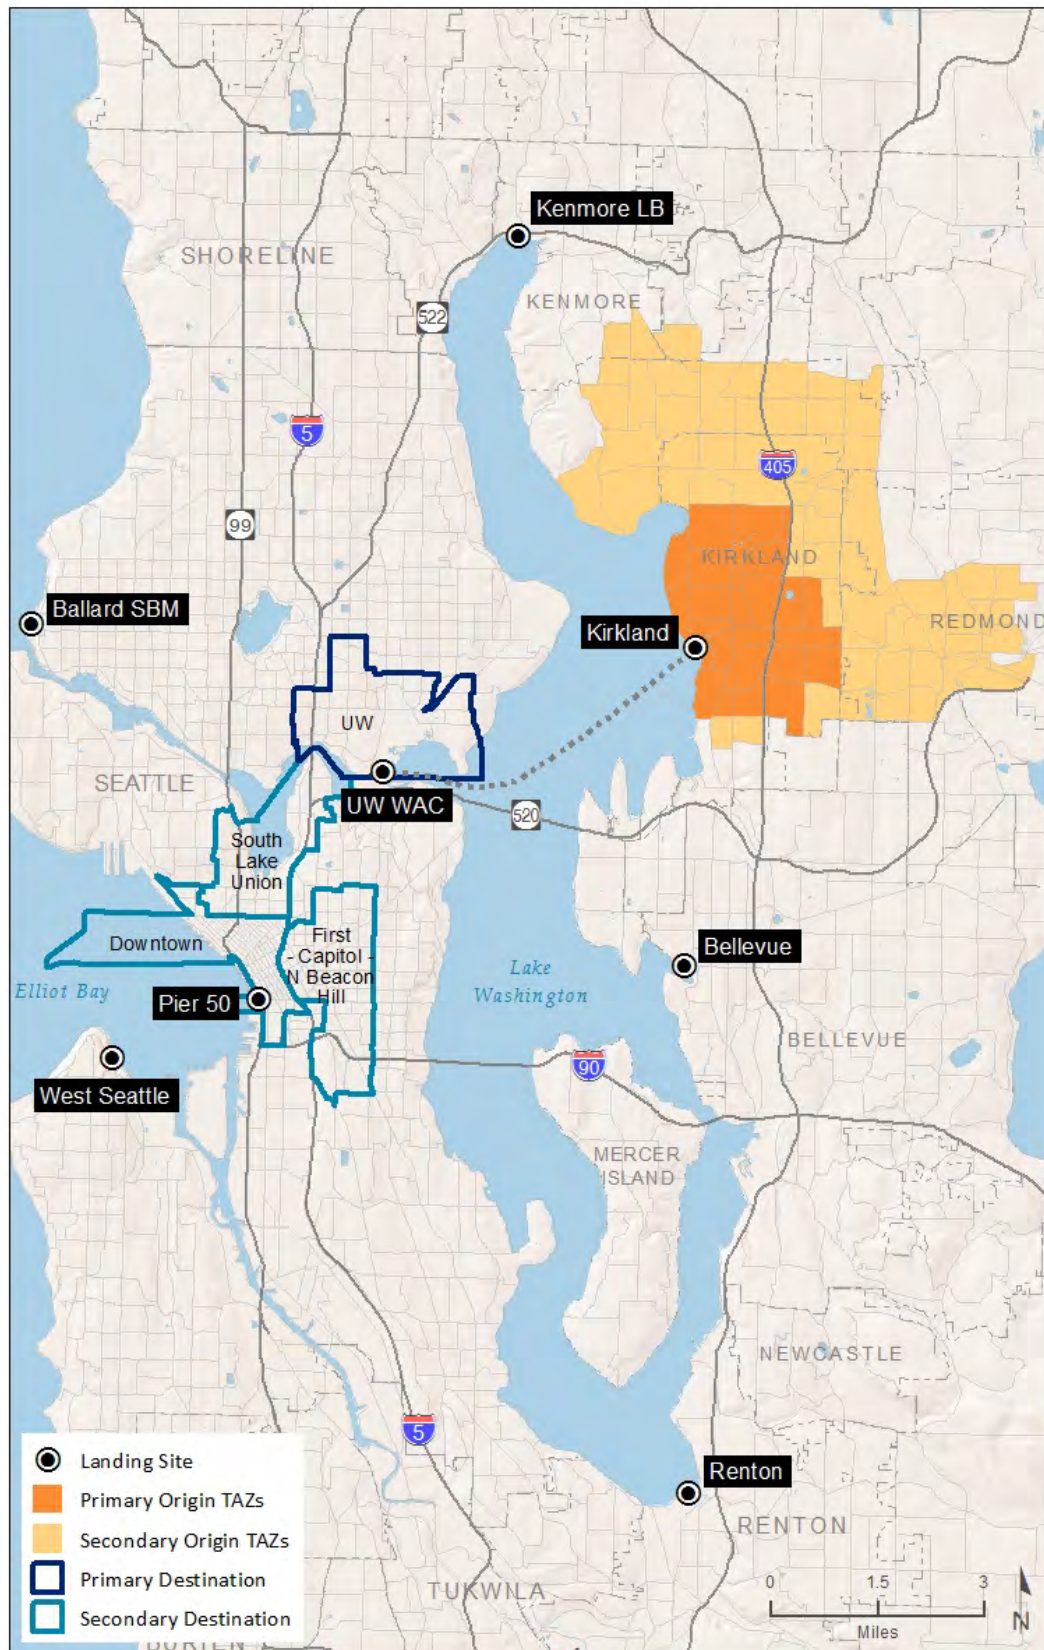 Kenmore LB
SHORELINE
KENMORE
522
5
405
99
KIRKLAND
Ballard SBM
Kirkland
REDMOND
UW
SEATTLE
UW WAC
520
South
Lake
Union
First
- Capitol -
N Beacon
Hill
Downtown
Bellevue
Lake
Washington
Elliot Bay
Pier 50
BELLEVUE
West Seattle
90
MERCER
ISLAND
NEWCASTLE
5
Renton
RENTON
TUKWILA
BURIEN
Landing Site
Primary Origin TAZs
Secondary Origin TAZs
Primary Destination
Secondary Destination
0 1.5 3
Miles
N